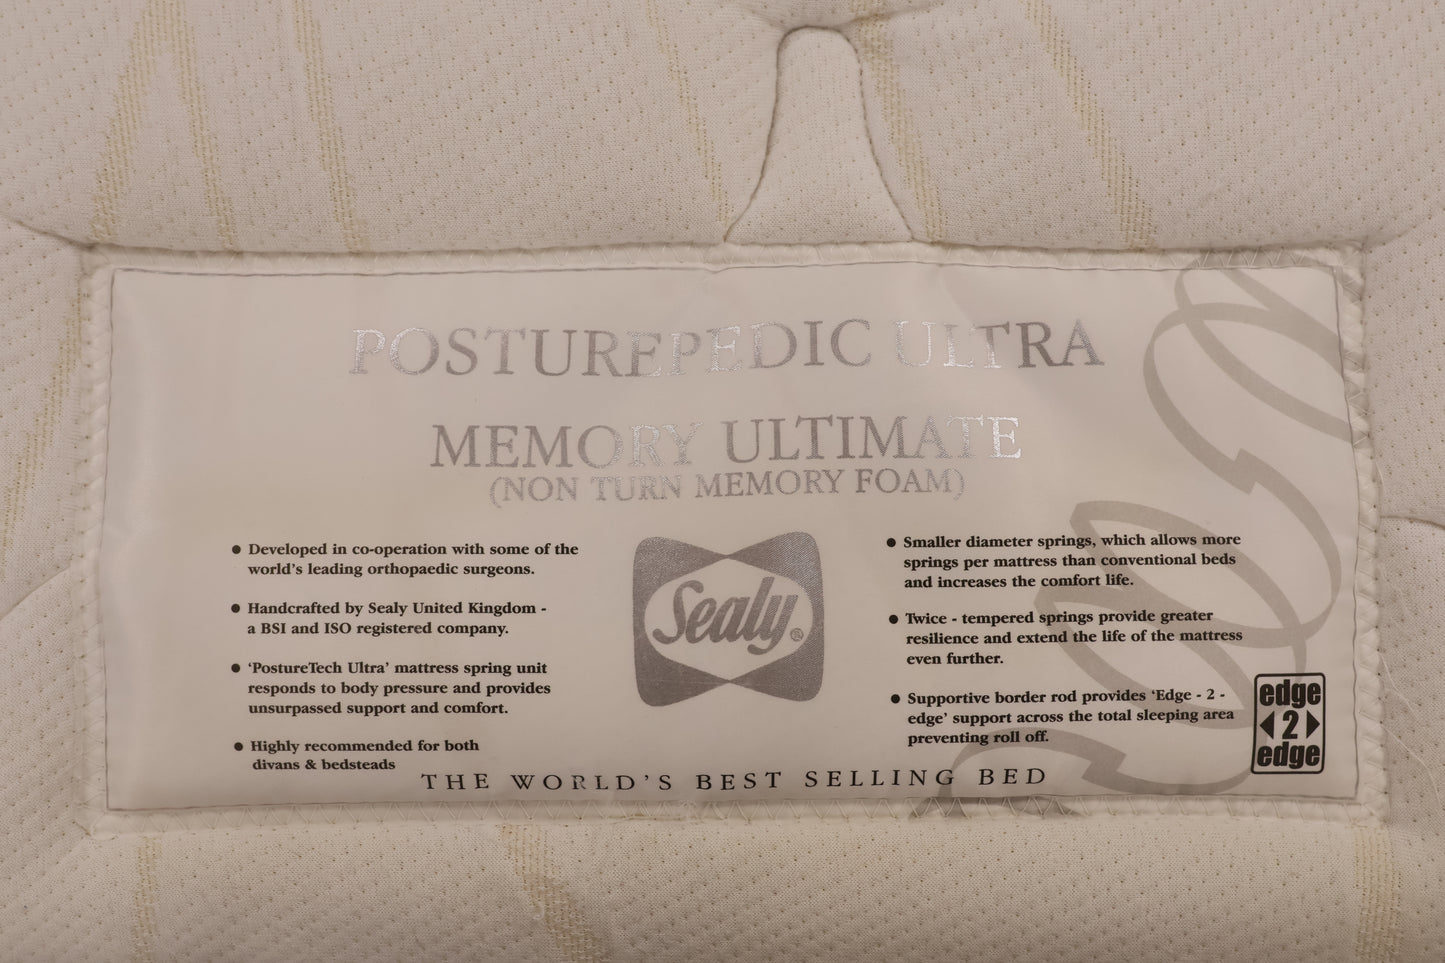 POSTUREPEDIC ULTRA
MEMORY ULTIMATE
(NON TURN MEMORY FOAM)
● Developed in co-operation with some of the
world's leading orthopaedic surgeons.
● Handcrafted by Sealy United Kingdom -
a BSI and ISO registered company.
● 'PostureTech Ultra' mattress spring unit
responds to body pressure and provides
unsurpassed support and comfort.
● Highly recommended for both
divans & bedsteads
Sealy®
● Smaller diameter springs, which allows more
springs per mattress than conventional beds
and increases the comfort life.
● Twice - tempered springs provide greater
resilience and extend the life of the mattress
even further.
● Supportive border rod provides 'Edge - 2 -
edge' support across the total sleeping area
preventing roll off.
edge
2
edge
THE WORLD'S BEST SELLING BED